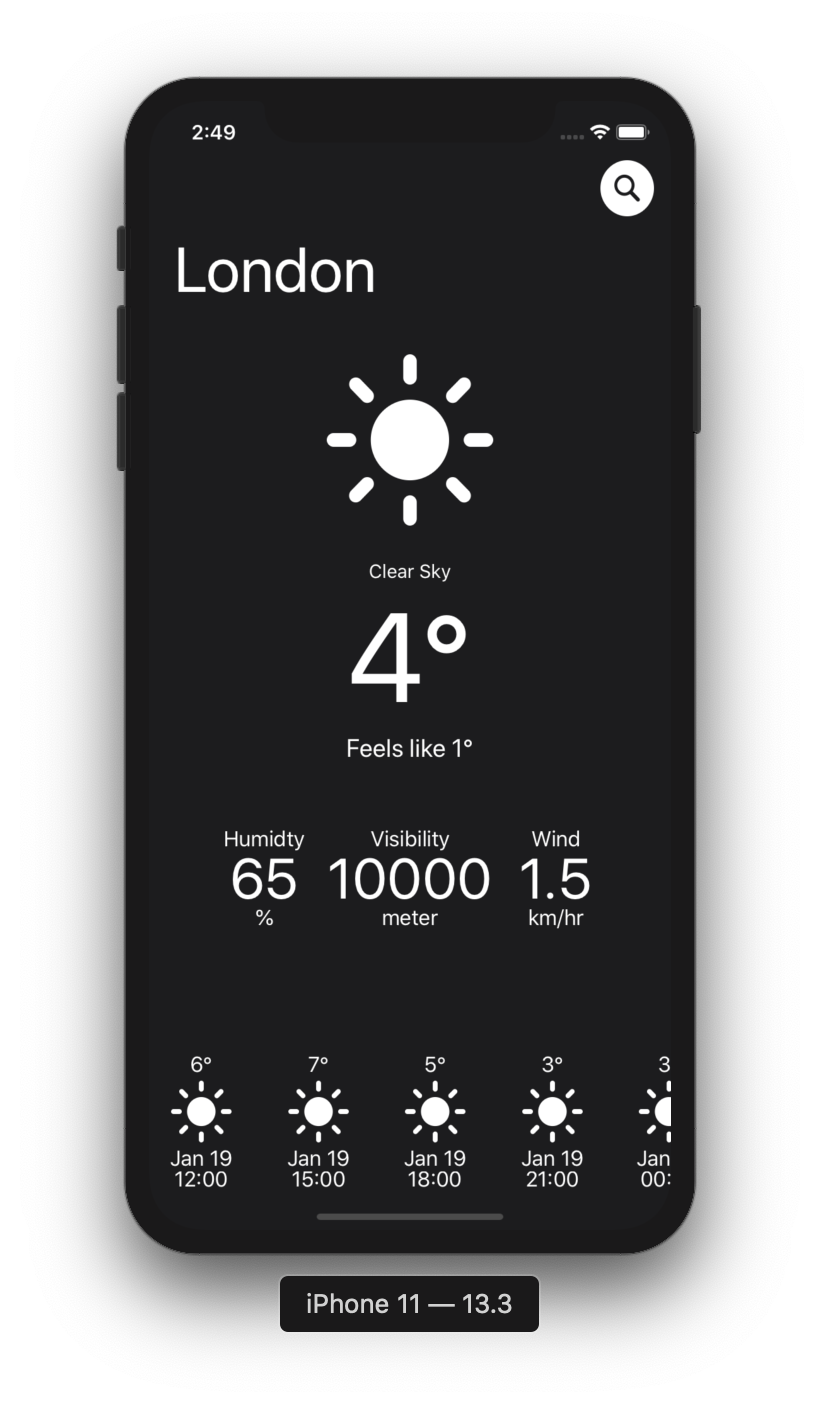 2:49
London
Clear Sky
4°
Feels like 1°
Humidty Visibility Wind
65 10000 1.5
% meter km/hr
6° 7° 5° 3° 3
Jan 19 Jan 19 Jan 19 Jan 19 Jan
12:00 15:00 18:00 21:00 00:
iPhone 11 — 13.3